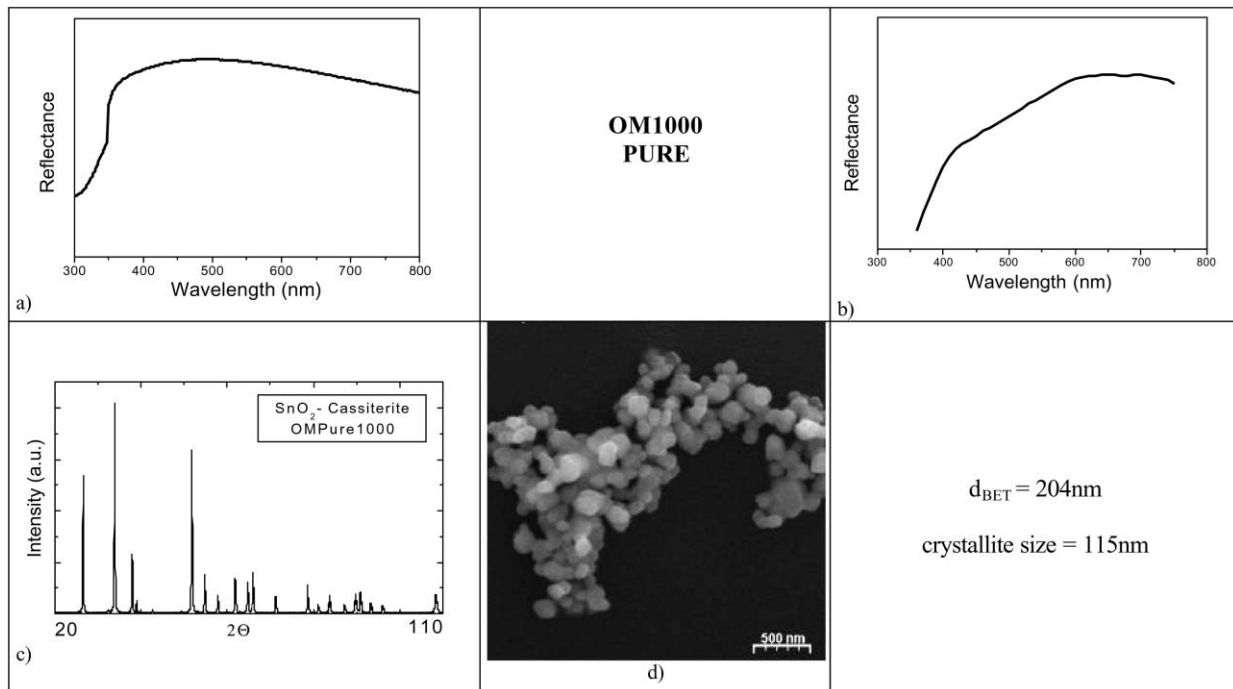 Reflectance
300 400 500 600 700 800
Wavelength (nm)
a)
OM1000
PURE
Reflectance
300 400 500 600 700 800
Wavelength (nm)
b)
SnO₂- Cassiterite
OMPure1000
Intensity (a.u.)
20 2Θ 110
c)
500 nm
d)
d_BET = 204nm
crystallite size = 115nm